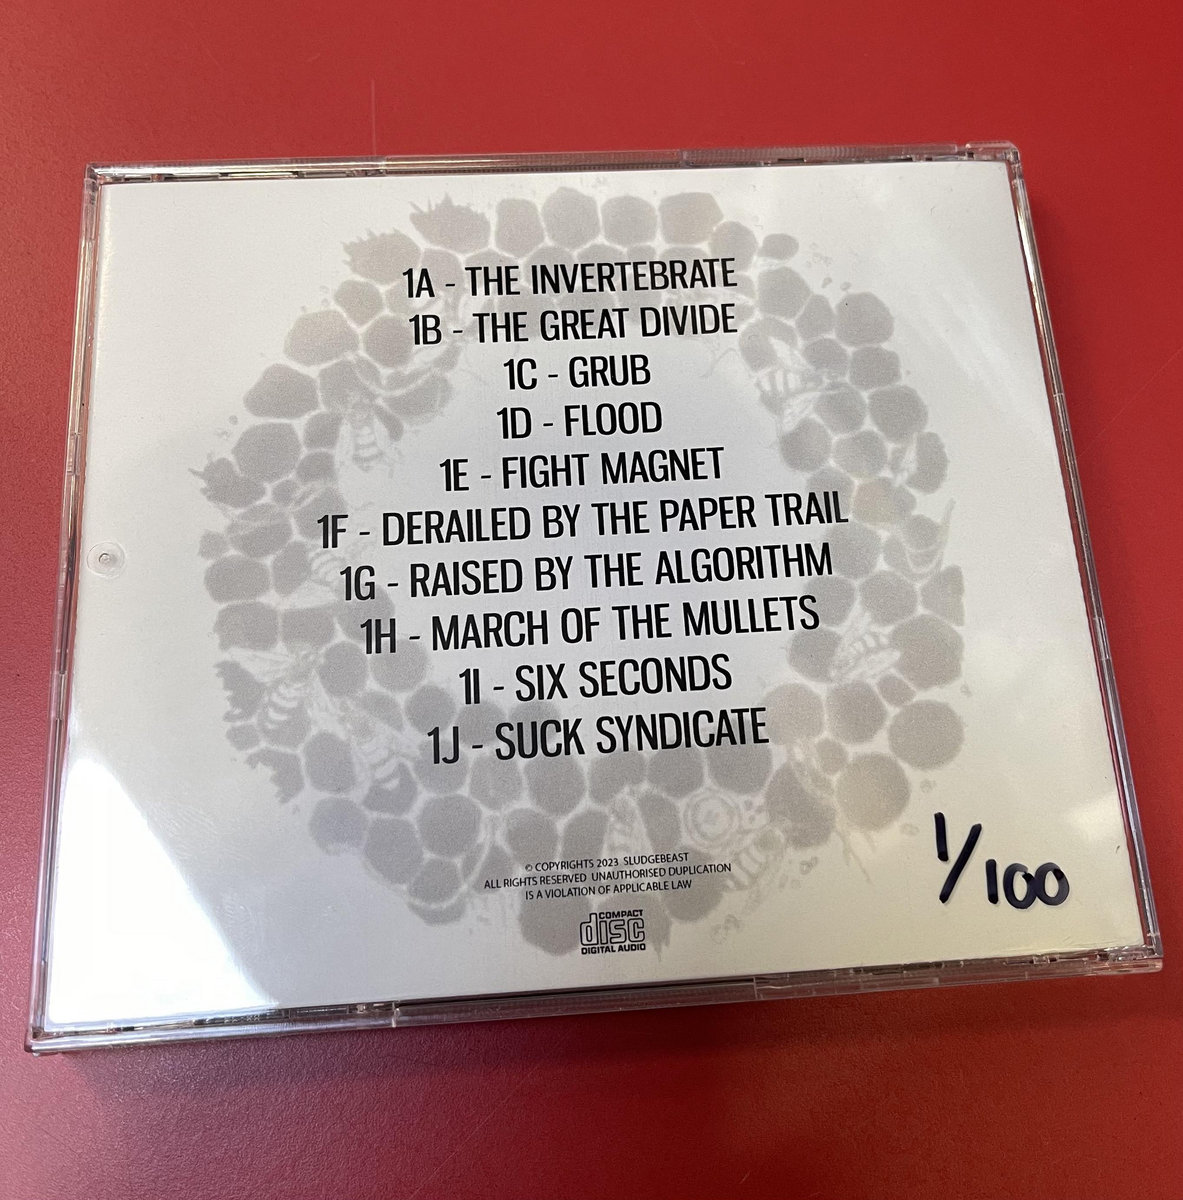 1A - THE INVERTEBRATE
1B - THE GREAT DIVIDE
1C - GRUB
1D - FLOOD
1E - FIGHT MAGNET
1F - DERAILED BY THE PAPER TRAIL
1G - RAISED BY THE ALGORITHM
1H - MARCH OF THE MULLETS
1I - SIX SECONDS
1J - SUCK SYNDICATE
© COPYRIGHTS 2023 SLUDGEBEAST
ALL RIGHTS RESERVED UNAUTHORISED DUPLICATION
IS A VIOLATION OF APPLICABLE LAW
COMPACT
disc
DIGITAL AUDIO
1/100